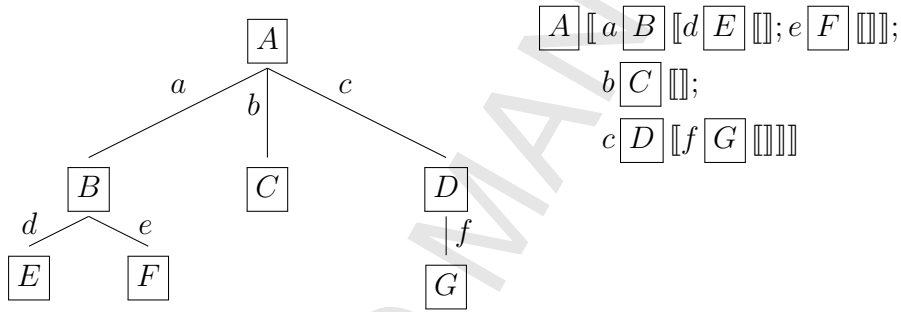 A
a b c
B C D
d e f
E F G
A ⟦ a B ⟦d E ⟦⟧; e F ⟦⟧⟧;
b C ⟦⟧;
c D ⟦f G ⟦⟧⟧⟧